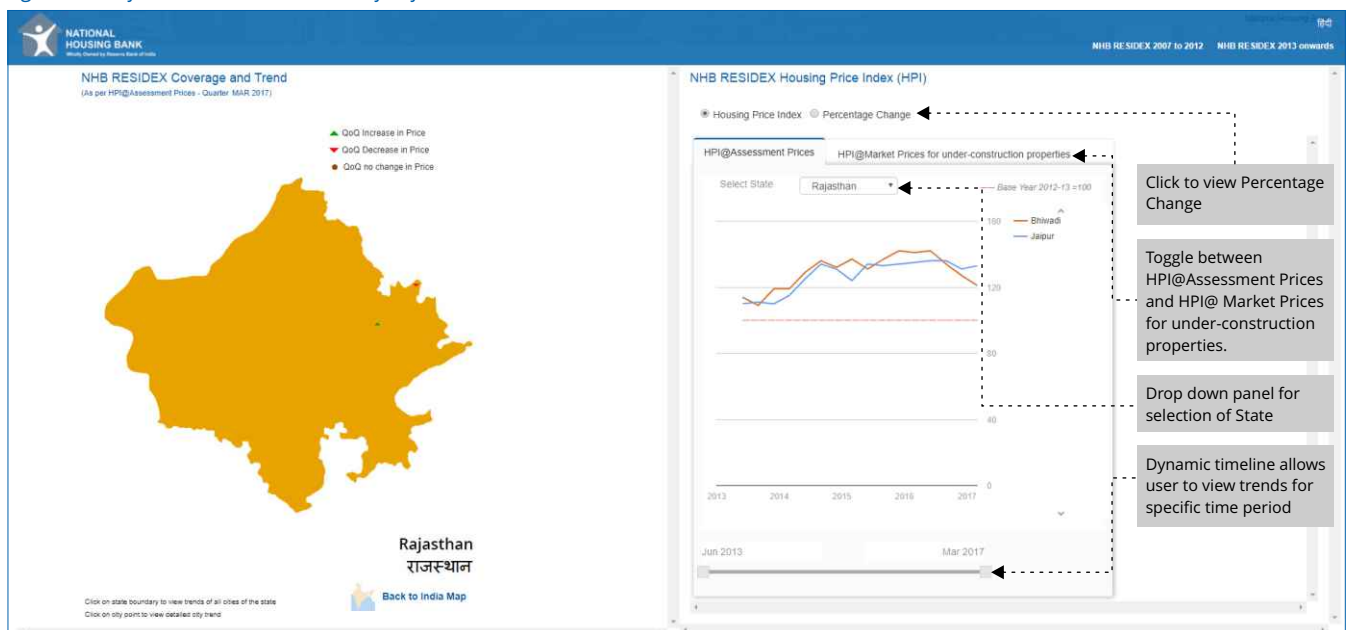 NATIONAL
HOUSING BANK
Wholly Owned by Reserve Bank of India
हिंदी
NHB RESIDEX 2007 to 2012 NHB RESIDEX 2013 onwards
NHB RESIDEX Coverage and Trend
(As per HPI@Assessment Prices - Quarter MAR 2017)
QoQ Increase in Price
QoQ Decrease in Price
QoQ no change in Price
Rajasthan
राजस्थान
Back to India Map
Click on state boundary to view trends of all cities of the state
Click on city point to view detailed city trend
NHB RESIDEX Housing Price Index (HPI)
Housing Price Index Percentage Change
HPI@Assessment Prices HPI@Market Prices for under-construction properties
Select State Rajasthan Base Year 2012-13 =100
160
120
80
40
0
Bhiwadi
Jaipur
2013 2014 2015 2016 2017
Jun 2013 Mar 2017
Click to view Percentage
Change
Toggle between
HPI@Assessment Prices
and HPI@ Market Prices
for under-construction
properties.
Drop down panel for
selection of State
Dynamic timeline allows
user to view trends for
specific time period